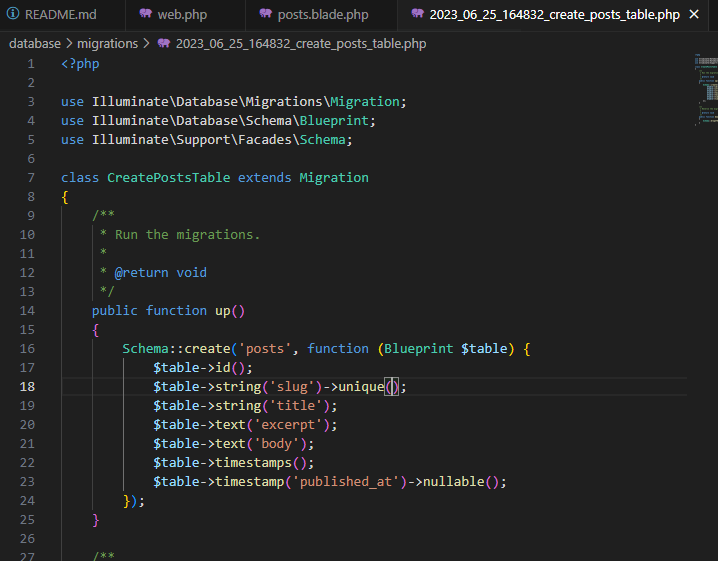 README.md web.php posts.blade.php 2023_06_25_164832_create_posts_table.php
database > migrations > 2023_06_25_164832_create_posts_table.php
1 <?php
2
3 use Illuminate\Database\Migrations\Migration;
4 use Illuminate\Database\Schema\Blueprint;
5 use Illuminate\Support\Facades\Schema;
6
7 class CreatePostsTable extends Migration
8 {
9     /**
10      * Run the migrations.
11      *
12      * @return void
13      */
14     public function up()
15     {
16         Schema::create('posts', function (Blueprint $table) {
17             $table->id();
18             $table->string('slug')->unique();
19             $table->string('title');
20             $table->text('excerpt');
21             $table->text('body');
22             $table->timestamps();
23             $table->timestamp('published_at')->nullable();
24         });
25     }
26
27     /**